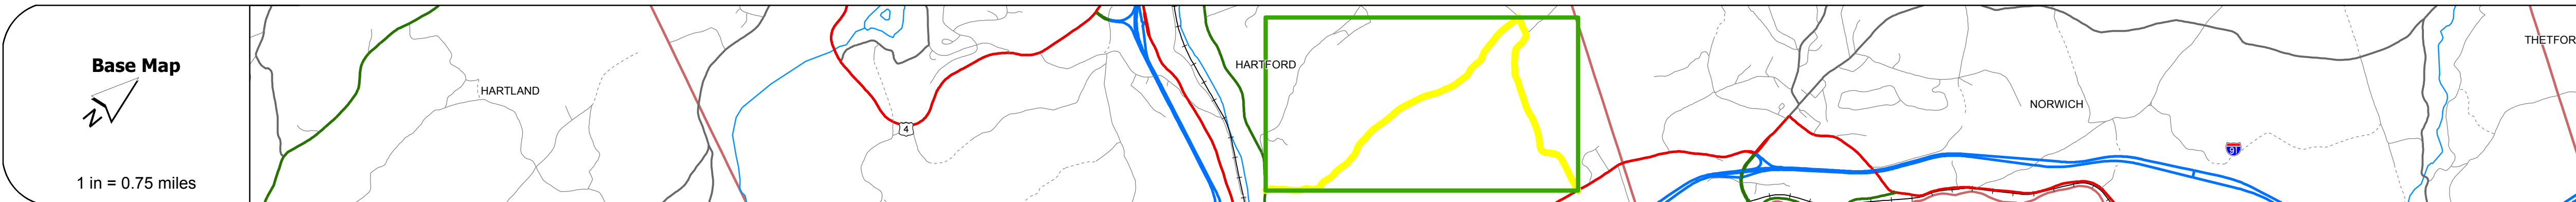 Base Map
N
1 in = 0.75 miles
HARTLAND
4
HARTFORD
NORWICH
91
THETFOR